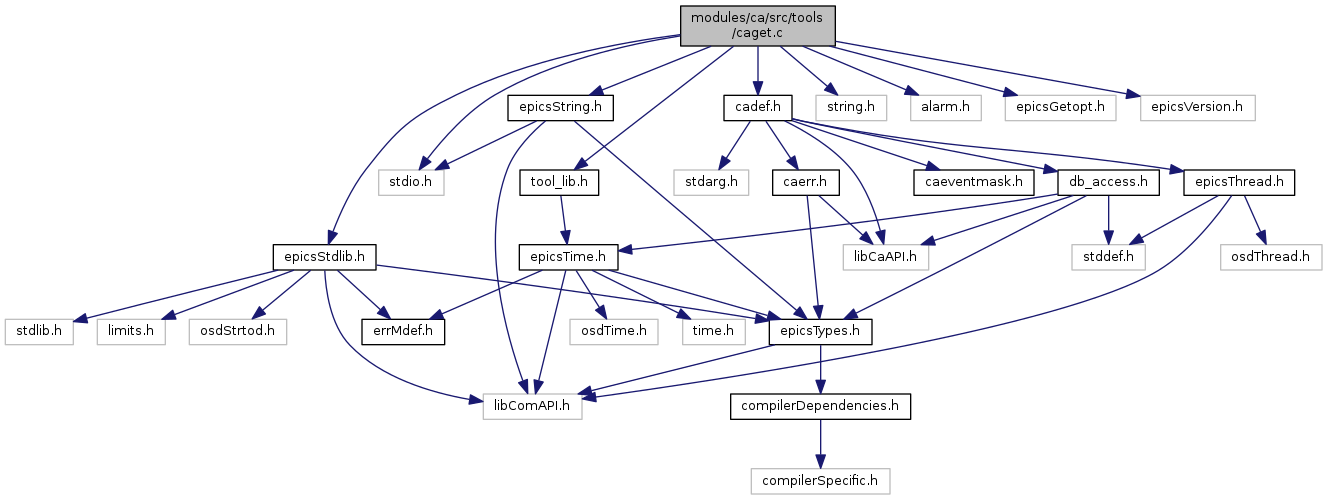 modules/ca/src/tools
/caget.c
epicsString.h
cadef.h
string.h
alarm.h
epicsGetopt.h
epicsVersion.h
stdio.h
tool_lib.h
stdarg.h
caerr.h
caeventmask.h
db_access.h
epicsThread.h
epicsStdlib.h
epicsTime.h
libCaAPI.h
stddef.h
osdThread.h
stdlib.h
limits.h
osdStrtod.h
errMdef.h
osdTime.h
time.h
epicsTypes.h
libComAPI.h
compilerDependencies.h
compilerSpecific.h